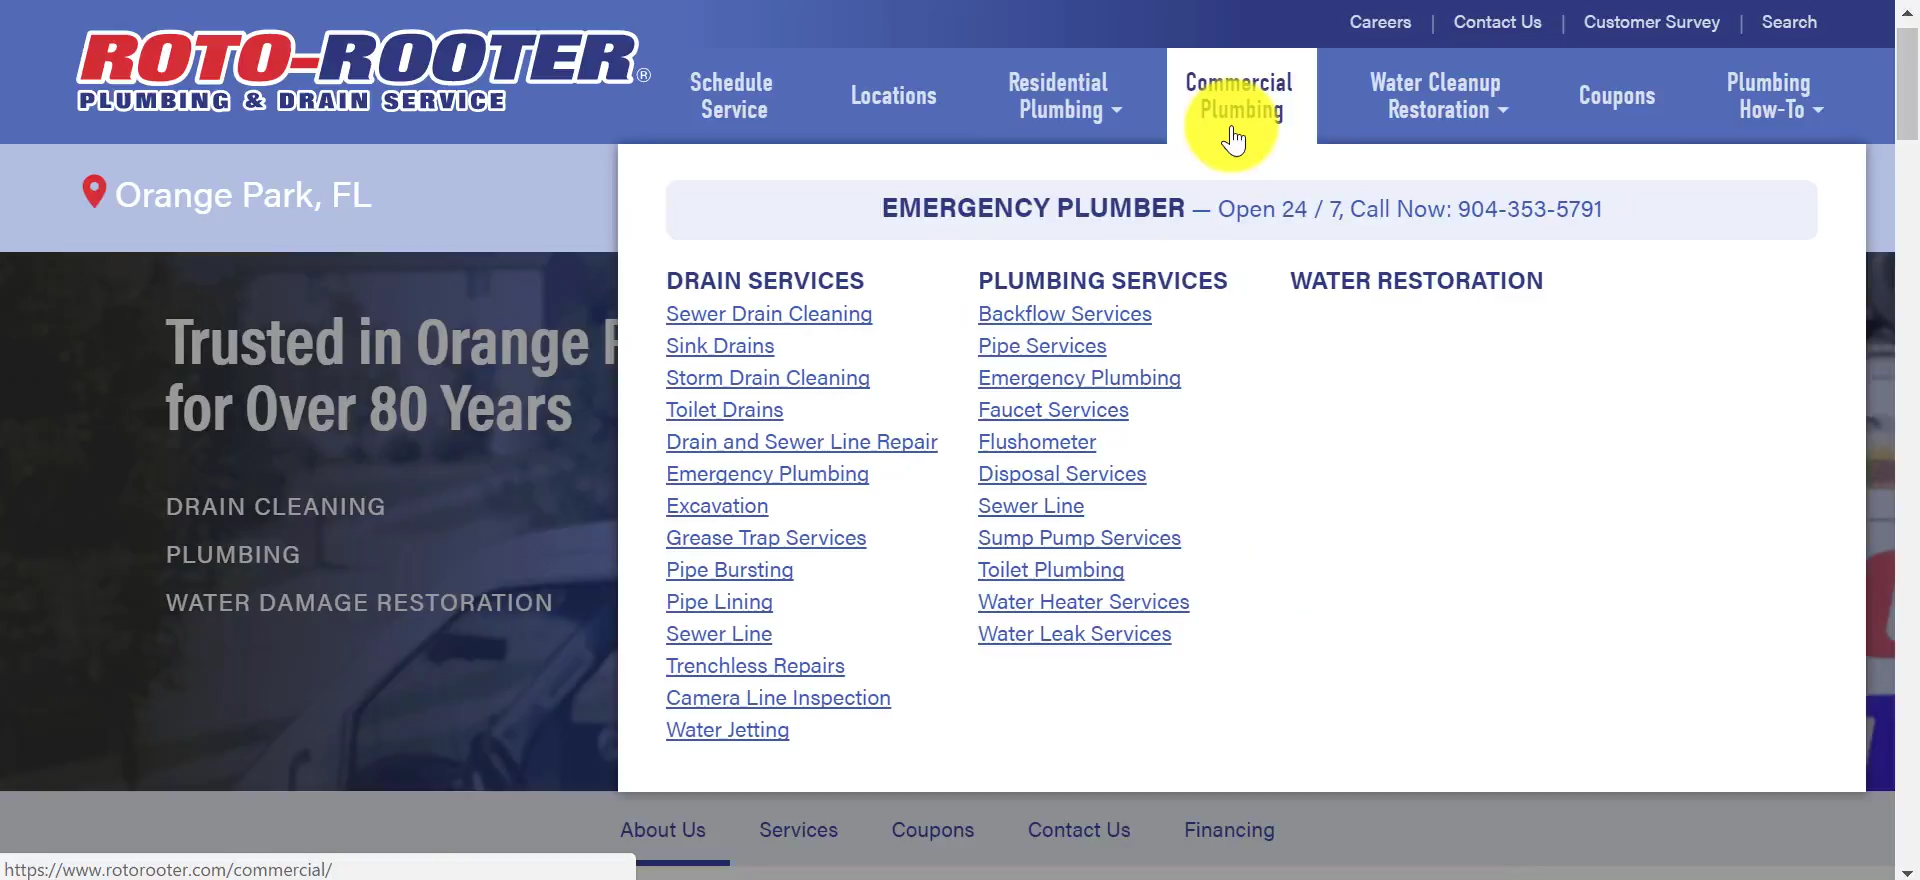 Careers | Contact Us | Customer Survey | Search
ROTO-ROOTER®
PLUMBING & DRAIN SERVICE
Schedule
Service
Locations
Residential
Plumbing
Commercial
Plumbing
Water Cleanup
Restoration
Coupons
Plumbing
How-To
Orange Park, FL
EMERGENCY PLUMBER — Open 24 / 7, Call Now: 904-353-5791
Trusted in Orange
for Over 80 Years
DRAIN CLEANING
PLUMBING
WATER DAMAGE RESTORATION
DRAIN SERVICES
Sewer Drain Cleaning
Sink Drains
Storm Drain Cleaning
Toilet Drains
Drain and Sewer Line Repair
Emergency Plumbing
Excavation
Grease Trap Services
Pipe Bursting
Pipe Lining
Sewer Line
Trenchless Repairs
Camera Line Inspection
Water Jetting
PLUMBING SERVICES
Backflow Services
Pipe Services
Emergency Plumbing
Faucet Services
Flushometer
Disposal Services
Sewer Line
Sump Pump Services
Toilet Plumbing
Water Heater Services
Water Leak Services
WATER RESTORATION
About Us
Services
Coupons
Contact Us
Financing
https://www.rotorooter.com/commercial/